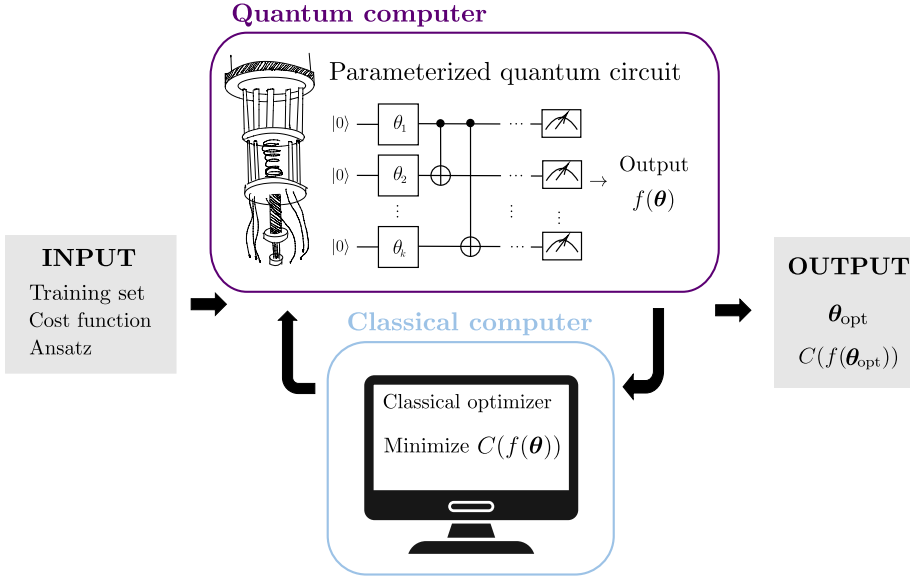 Quantum computer
Parameterized quantum circuit
|0⟩ θ₁ ...
|0⟩ θ₂ ...
⋮ ⋮ ⋮
|0⟩ θₖ ...
→ Output
f(θ)
INPUT
Training set
Cost function
Ansatz
Classical computer
Classical optimizer
Minimize C(f(θ))
OUTPUT
θopt
C(f(θopt))